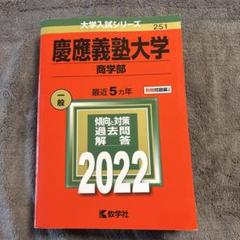 大学入試シリーズ
251
慶應義塾大学
商学部
一般
最近5ヵ年
傾向と対策
過去問
解答
2022
教学社